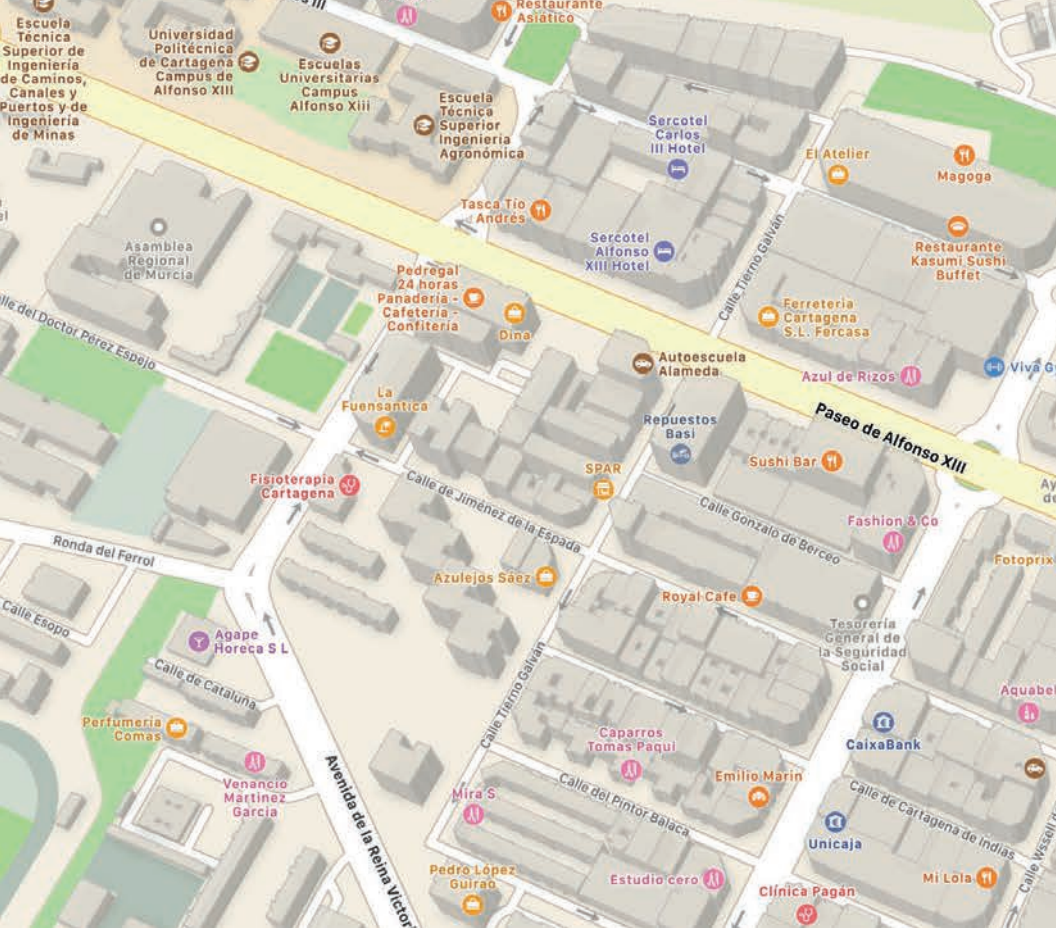 Restaurante
Asiático
Escuela
Técnica
Superior de
Ingeniería
de Caminos,
Canales y
Puertos y de
Ingeniería
de Minas
Universidad
Politécnica
de Cartagena
Campus de
Alfonso XIII
Escuelas
Universitarias
Campus
Alfonso Xiii
Escuela
Técnica
Superior
Ingeniería
Agronómica
Sercotel
Carlos
III Hotel
El Atelier
Magoga
Tasca Tío
Andrés
Sercotel
Alfonso
XIII Hotel
Calle Tierno Galván
Restaurante
Kasumi Sushi
Buffet
Asamblea
Regional
de Murcia
Pedregal
24 horas
Panadería -
Cafetería -
Confitería
Dina
Ferretería
Cartagena
S.L. Fercasa
Calle del Doctor Pérez Espejo
Autoescuela
Alameda
Azul de Rizos
Viva G
La
Fuensantica
Repuestos
Basi
Paseo de Alfonso XIII
Sushi Bar
SPAR
Fisioterapia
Cartagena
Calle de Jiménez de la Espada
Calle Gonzalo de Berceo
Fashion & Co
Ronda del Ferrol
Fotoprix
Azulejos Sáez
Royal Cafe
Calle Esopo
Agape
Horeca S L
Tesorería
General de
la Seguridad
Social
Calle de Cataluña
Calle Tierno Galván
Aquabel
Perfumería
Comas
Caparros
Tomas Paqui
CaixaBank
Venancio
Martinez
Garcia
Avenida de la Reina Victori
Mira S
Calle del Pintor Balaca
Emilio Marin
Calle de Cartagena de Indias
Unicaja
Calle Wssell
Pedro López
Guirao
Estudio cero
Clínica Pagán
Mi Lola